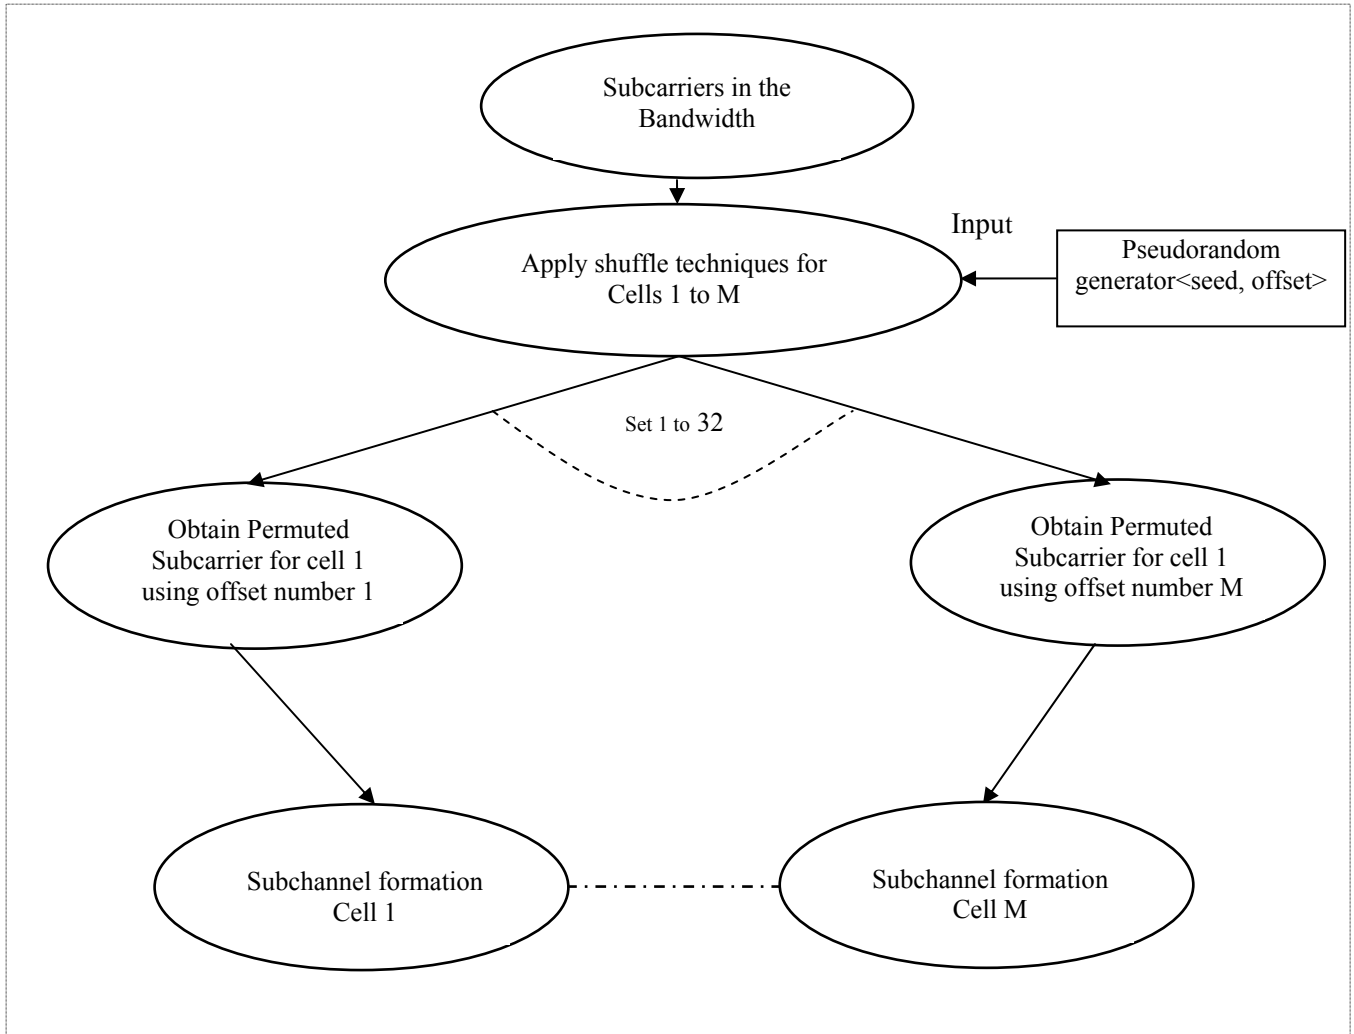 Subcarriers in the
Bandwidth
Input
Apply shuffle techniques for
Cells 1 to M
Pseudorandom
generator<seed, offset>
Set 1 to 32
Obtain Permuted
Subcarrier for cell 1
using offset number 1
Obtain Permuted
Subcarrier for cell 1
using offset number M
Subchannel formation
Cell 1
Subchannel formation
Cell M